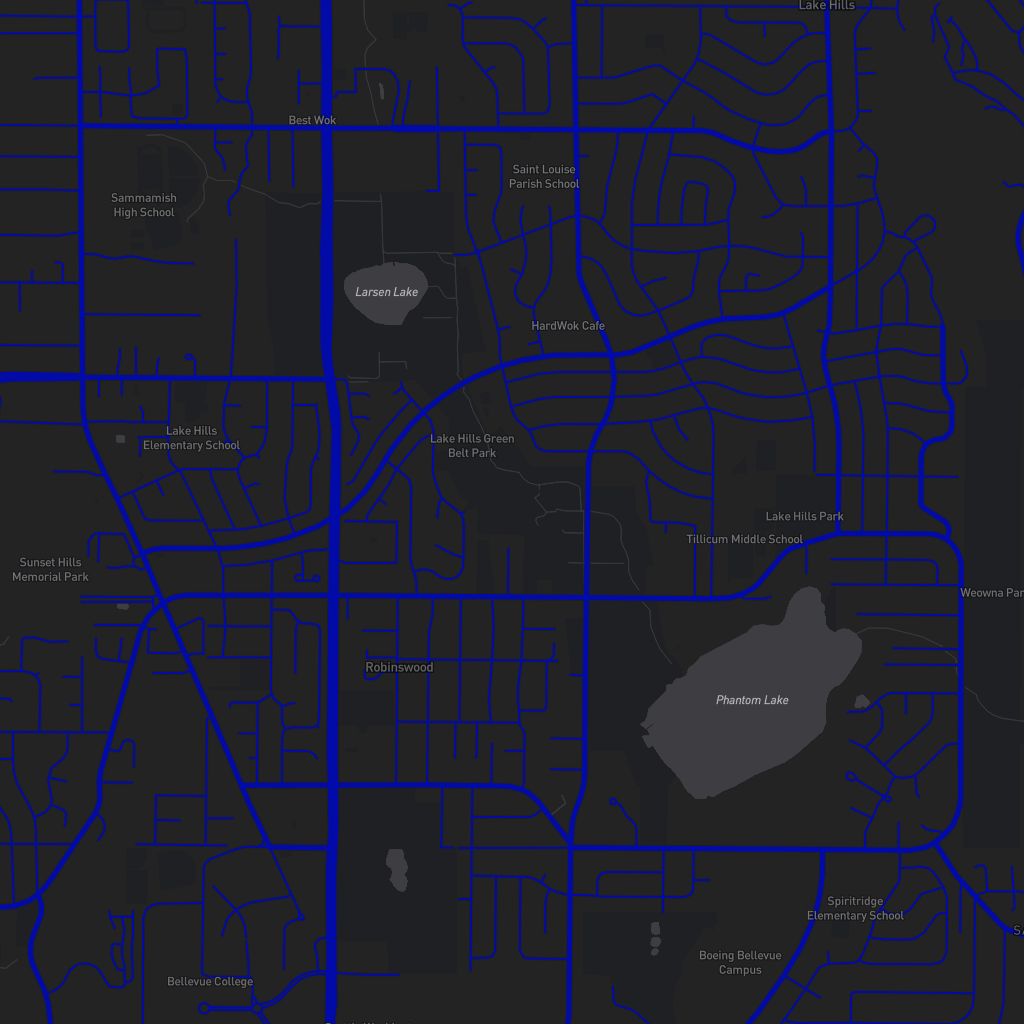 Lake Hills
Best Wok
Saint Louise
Parish School
Sammamish
High School
Larsen Lake
HardWok Cafe
Lake Hills
Elementary School
Lake Hills Green
Belt Park
Lake Hills Park
Tillicum Middle School
Sunset Hills
Memorial Park
Weowna Par
Robinswood
Phantom Lake
Spiritridge
Elementary School
Boeing Bellevue
Campus
Bellevue College